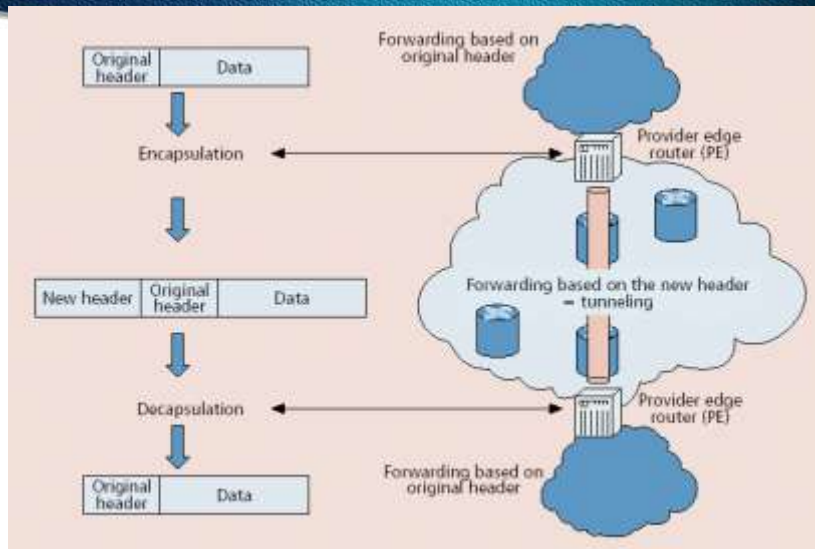 Forwarding based on
original header
Original
header
Data
Encapsulation
Provider edge
router (PE)
New header
Original
header
Data
Forwarding based on the new header
= tunneling
Decapsulation
Provider edge
router (PE)
Original
header
Data
Forwarding based on
original header